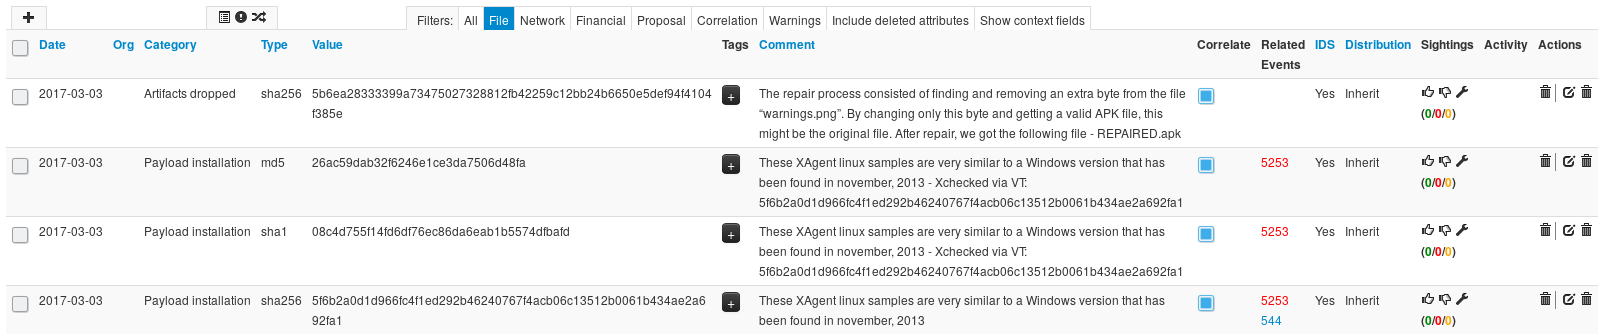 Filters: All File Network Financial Proposal Correlation Warnings Include deleted attributes Show context fields
Date Org Category Type Value Tags Comment Correlate Related Events IDS Distribution Sightings Activity Actions
2017-03-03 Artifacts dropped sha256 5b6ea28333399a73475027328812fb42259c12bb24b6650e5def94f4104 + The repair process consisted of finding and removing an extra byte from the file Yes Inherit
f385e “warnings.png”. By changing only this byte and getting a valid APK file, this (0/0/0)
might be the original file. After repair, we got the following file - REPAIRED.apk
2017-03-03 Payload installation md5 26ac59dab32f6246e1ce3da7506d48fa + These XAgent linux samples are very similar to a Windows version that has 5253 Yes Inherit
been found in november, 2013 - Xchecked via VT: (0/0/0)
5f6b2a0d1d966fc4f1ed292b46240767f4acb06c13512b0061b434ae2a692fa1
2017-03-03 Payload installation sha1 08c4d755f14fd6df76ec86da6eab1b5574dfbafd + These XAgent linux samples are very similar to a Windows version that has 5253 Yes Inherit
been found in november, 2013 - Xchecked via VT: (0/0/0)
5f6b2a0d1d966fc4f1ed292b46240767f4acb06c13512b0061b434ae2a692fa1
2017-03-03 Payload installation sha256 5f6b2a0d1d966fc4f1ed292b46240767f4acb06c13512b0061b434ae2a6 + These XAgent linux samples are very similar to a Windows version that has 5253 Yes Inherit
92fa1 been found in november, 2013 544 (0/0/0)